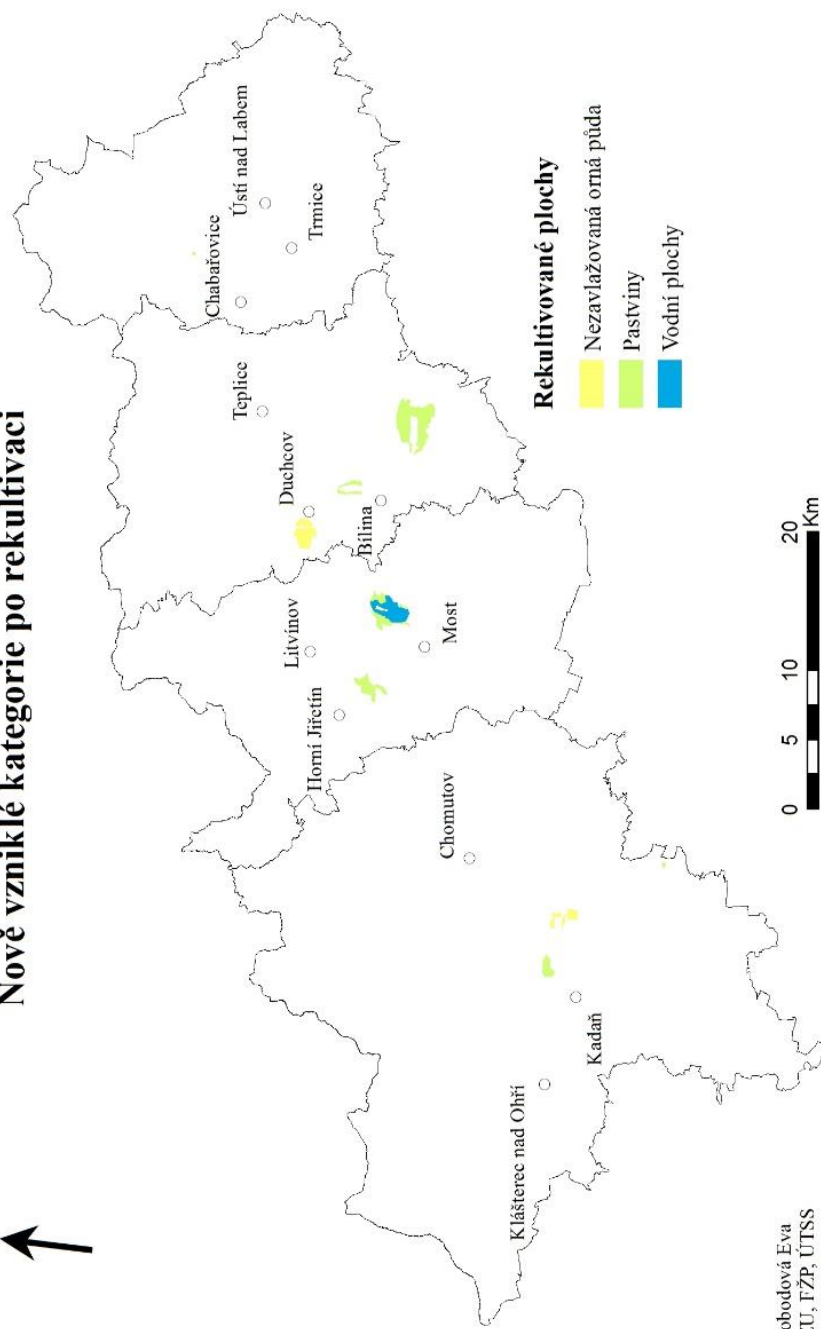 Nově vzniklé kategorie po rekultivaci
Chabařovice
Ústí nad Labem
Trmice
Teplice
Duchcov
Bílina
Litvínov
Horní Jiřetín
Most
Chomutov
Kadaň
Klášterec nad Ohří
Rekultivované plochy
Nezavlažovaná orná půda
Pastviny
Vodní plochy
0 5 10 20
Km
Eva
FŽP, ÚTSS